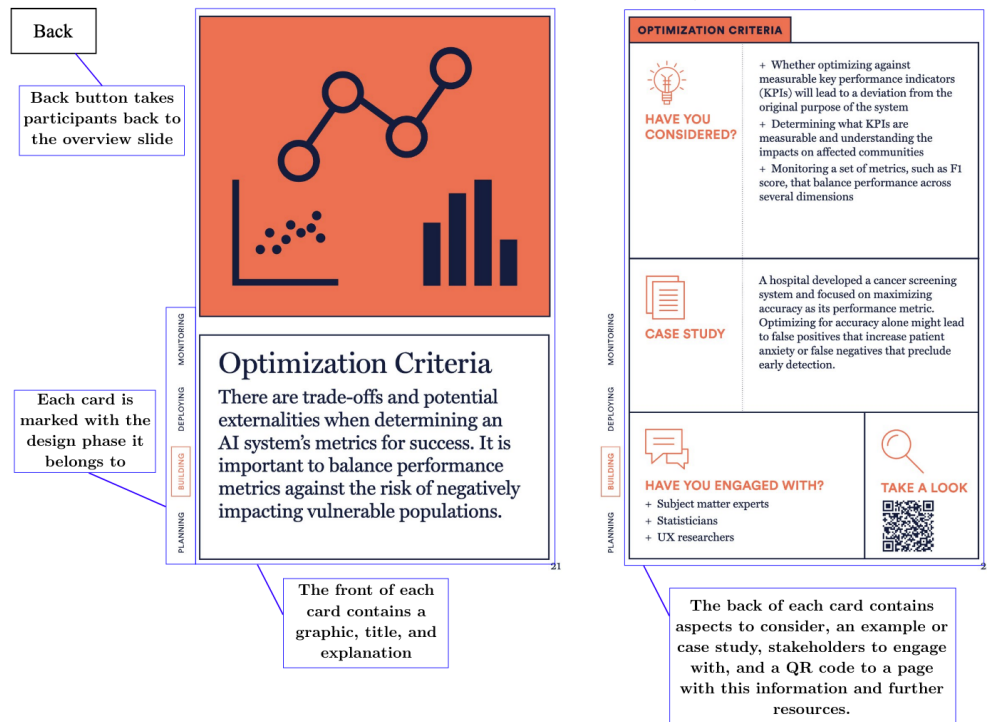 Back
Back button takes
participants back to
the overview slide
MONITORING
DEPLOYING
BUILDING
PLANNING
Each card is
marked with the
design phase it
belongs to
Optimization Criteria
There are trade-offs and potential
externalities when determining an
AI system’s metrics for success. It is
important to balance performance
metrics against the risk of negatively
impacting vulnerable populations.
21
The front of each
card contains a
graphic, title, and
explanation
OPTIMIZATION CRITERIA
HAVE YOU
CONSIDERED?
+ Whether optimizing against
measurable key performance indicators
(KPIs) will lead to a deviation from the
original purpose of the system
+ Determining what KPIs are
measurable and understanding the
impacts on affected communities
+ Monitoring a set of metrics, such as F1
score, that balance performance across
several dimensions
CASE STUDY
A hospital developed a cancer screening
system and focused on maximizing
accuracy as its performance metric.
Optimizing for accuracy alone might lead
to false positives that increase patient
anxiety or false negatives that preclude
early detection.
MONITORING
DEPLOYING
BUILDING
PLANNING
HAVE YOU ENGAGED WITH?
+ Subject matter experts
+ Statisticians
+ UX researchers
TAKE A LOOK
2
The back of each card contains
aspects to consider, an example or
case study, stakeholders to engage
with, and a QR code to a page
with this information and further
resources.